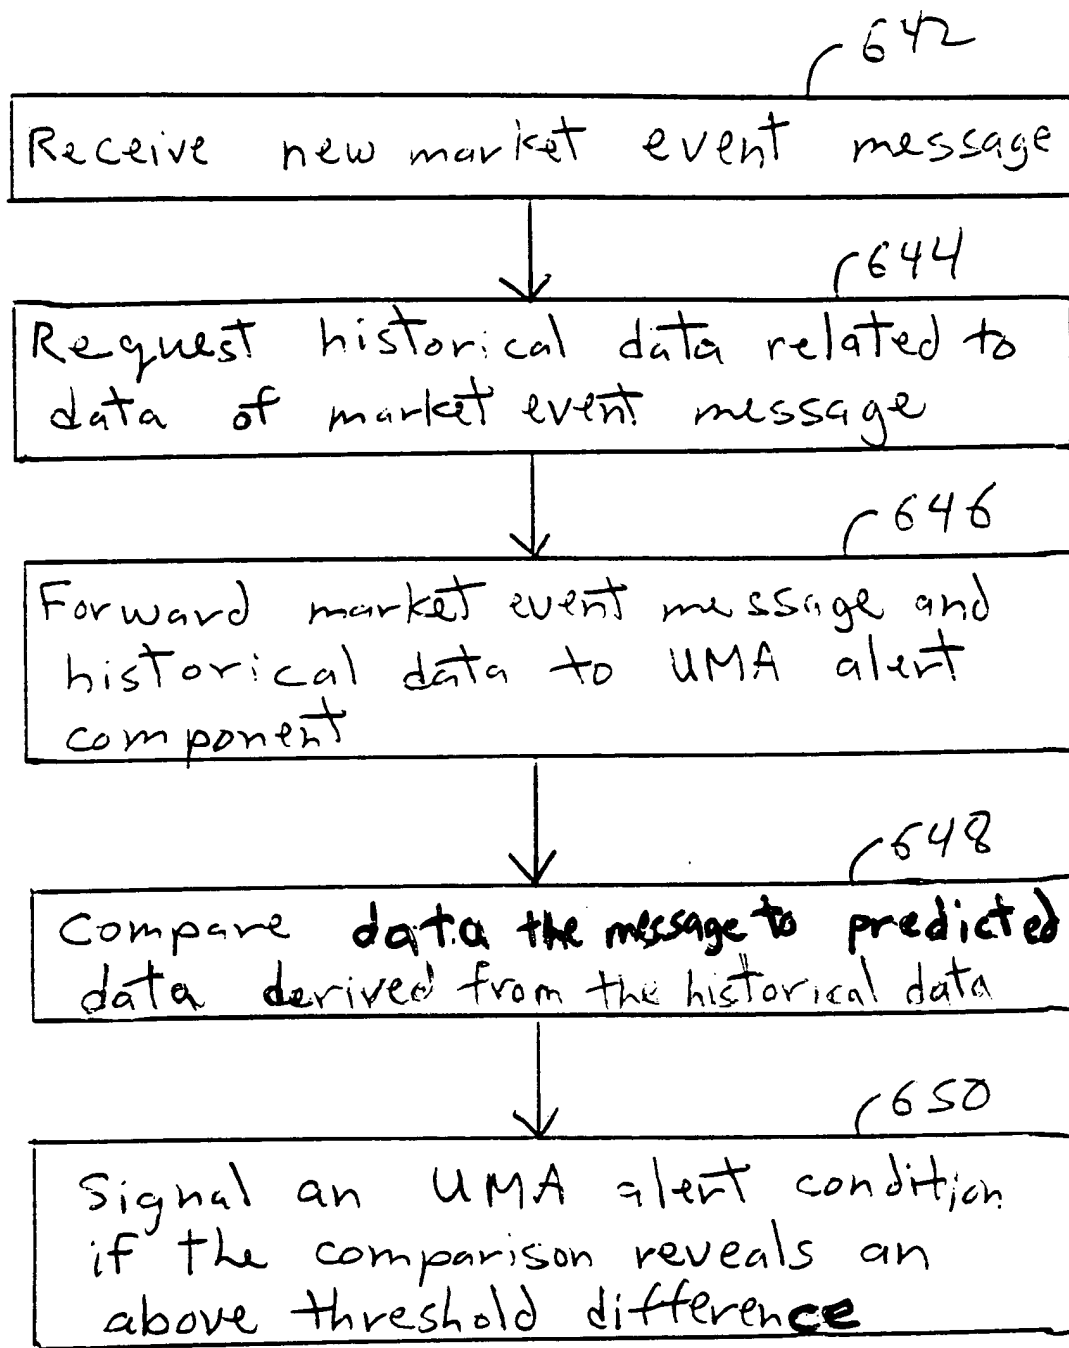 642
Receive new market event message
644
Request historical data related to
data of market event message
646
Forward market event message and
historical data to UMA alert
component
648
Compare data the message to predicted
data derived from the historical data
650
Signal an UMA alert condition
if the comparison reveals an
above threshold difference